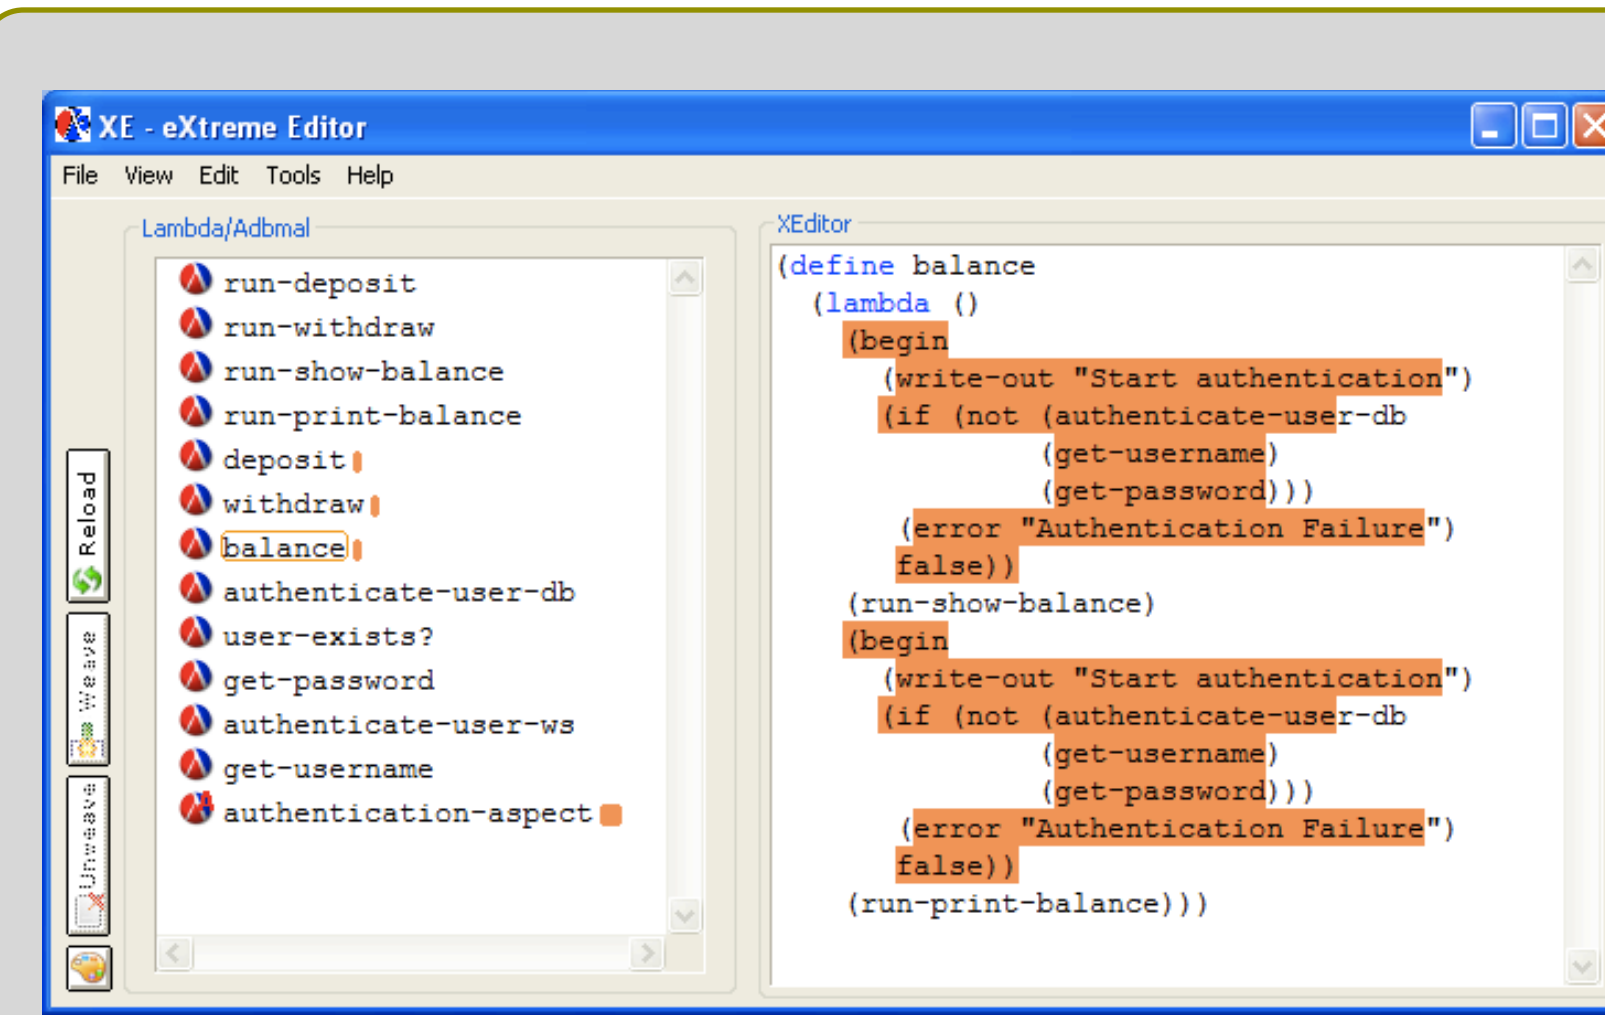 XE - eXtreme Editor
File View Edit Tools Help
Lambda/Adbmal
run-deposit
run-withdraw
run-show-balance
run-print-balance
deposit
withdraw
balance
authenticate-user-db
user-exists?
get-password
authenticate-user-ws
get-username
authentication-aspect
Reload
Weave
Unweave
XEditor
(define balance
(lambda ()
(begin
(write-out "Start authentication")
(if (not (authenticate-user-db
(get-username)
(get-password)))
(error "Authentication Failure")
false))
(run-show-balance)
(begin
(write-out "Start authentication")
(if (not (authenticate-user-db
(get-username)
(get-password)))
(error "Authentication Failure")
false))
(run-print-balance)))